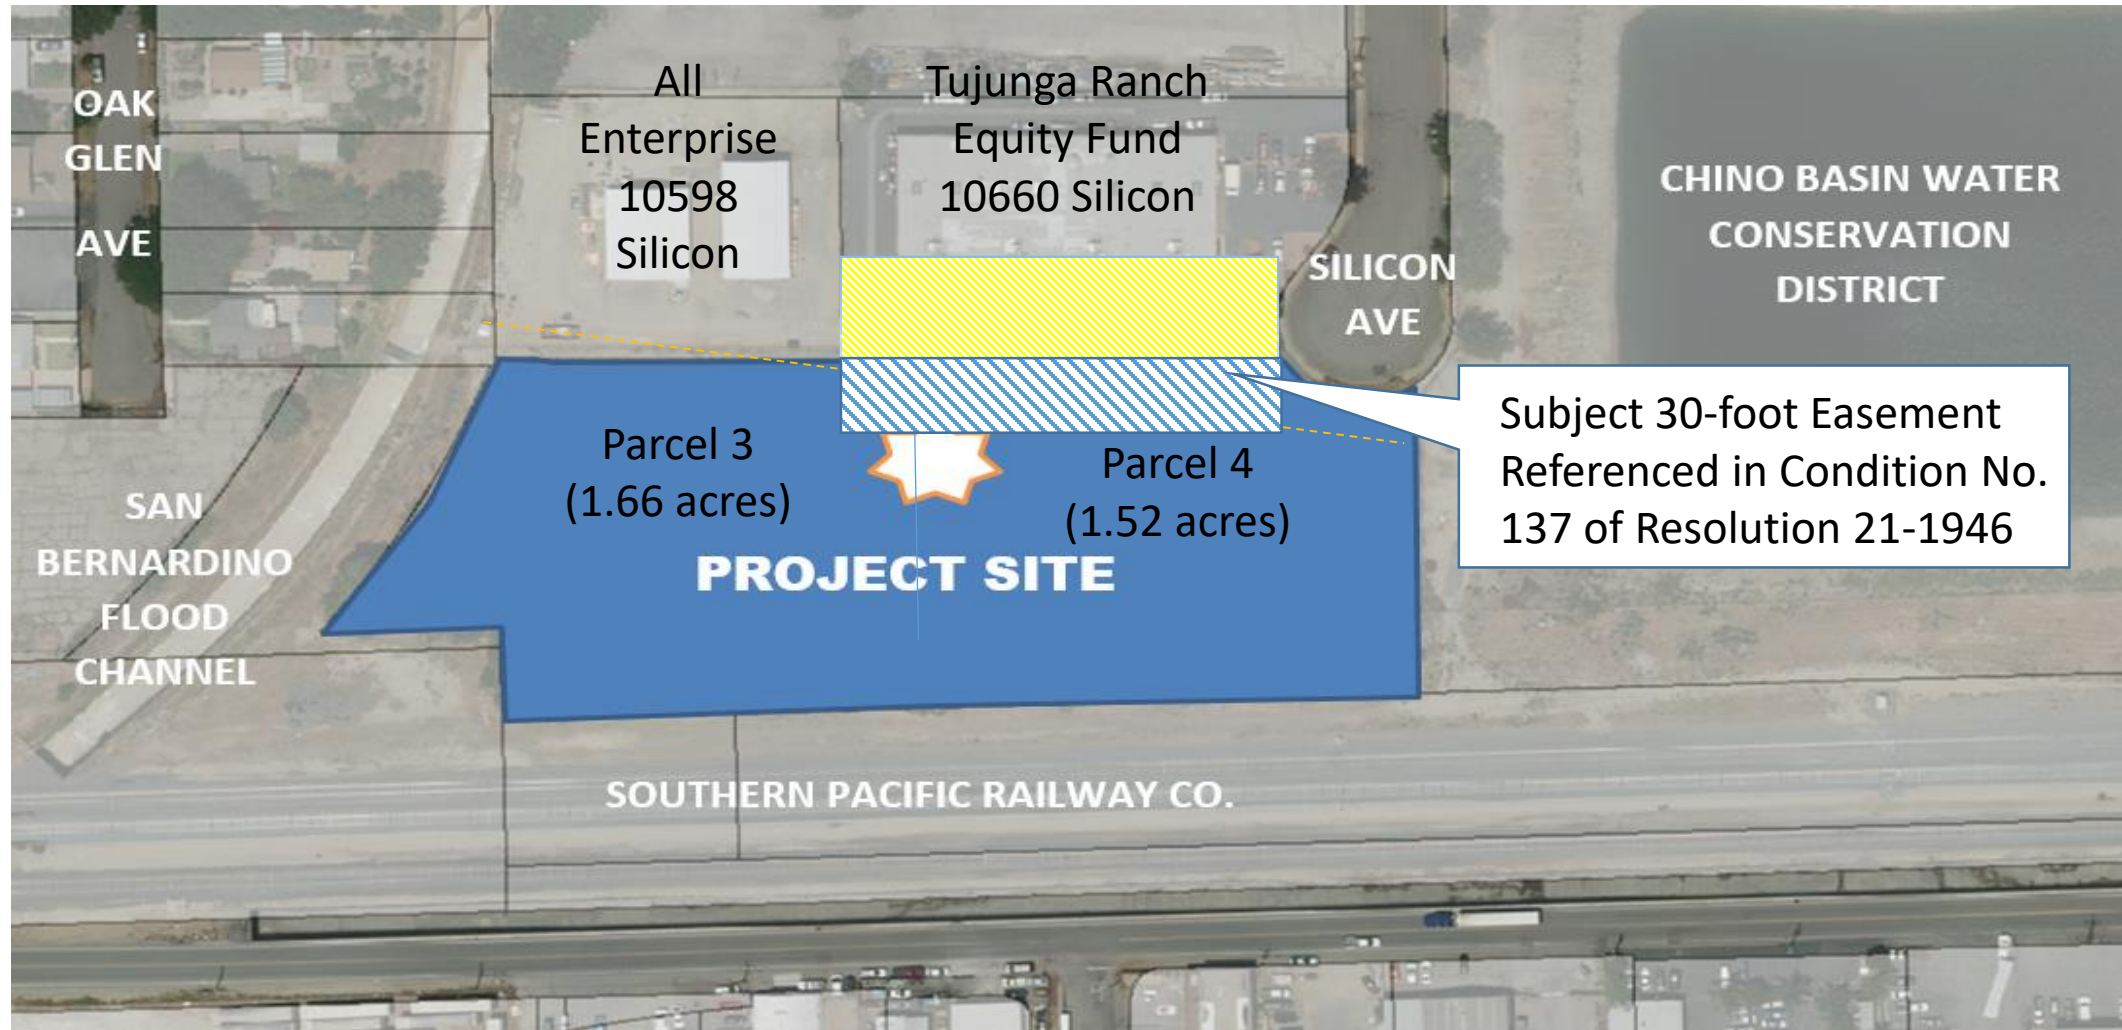 OAK
GLEN
AVE
All
Enterprise
10598
Silicon
Tujunga Ranch
Equity Fund
10660 Silicon
SILICON
AVE
CHINO BASIN WATER
CONSERVATION
DISTRICT
Subject 30-foot Easement
Referenced in Condition No.
137 of Resolution 21-1946
Parcel 3
(1.66 acres)
Parcel 4
(1.52 acres)
PROJECT SITE
SAN
BERNARDINO
FLOOD
CHANNEL
SOUTHERN PACIFIC RAILWAY CO.